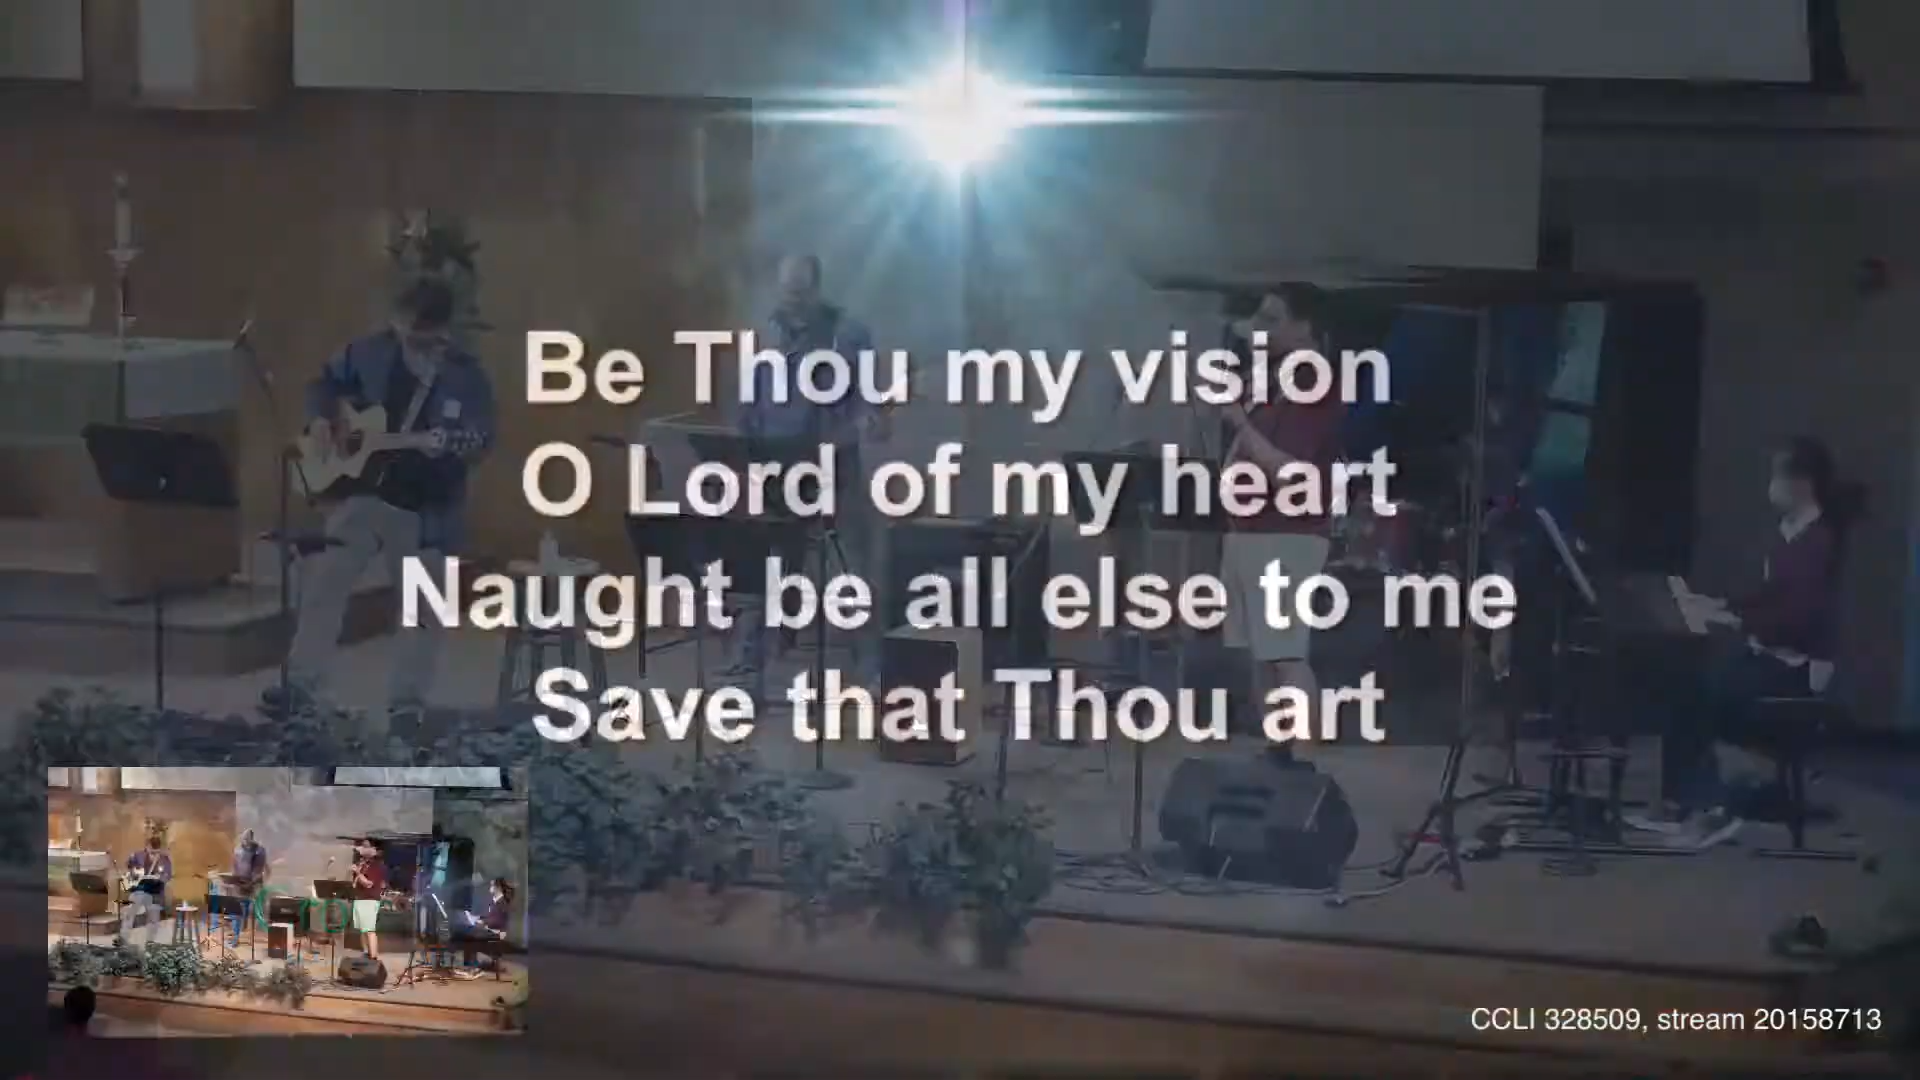 Be Thou my vision
O Lord of my heart
Naught be all else to me
Save that Thou art
CCLI 328509, stream 20158713